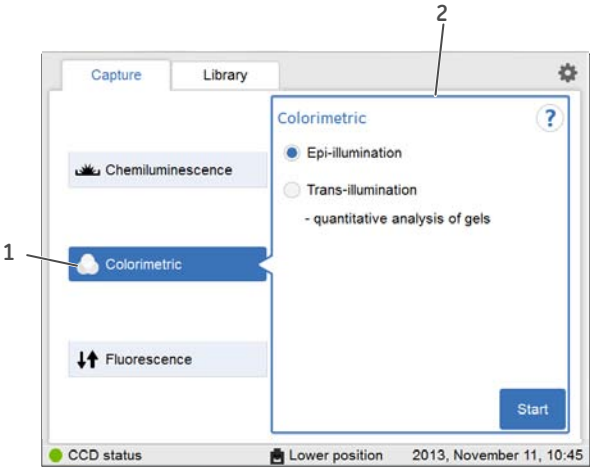 2
Capture
Library
Colorimetric
?
Epi-illumination
Chemiluminescence
Trans-illumination
- quantitative analysis of gels
1
Colorimetric
Fluorescence
Start
CCD status
Lower position
2013, November 11, 10:45